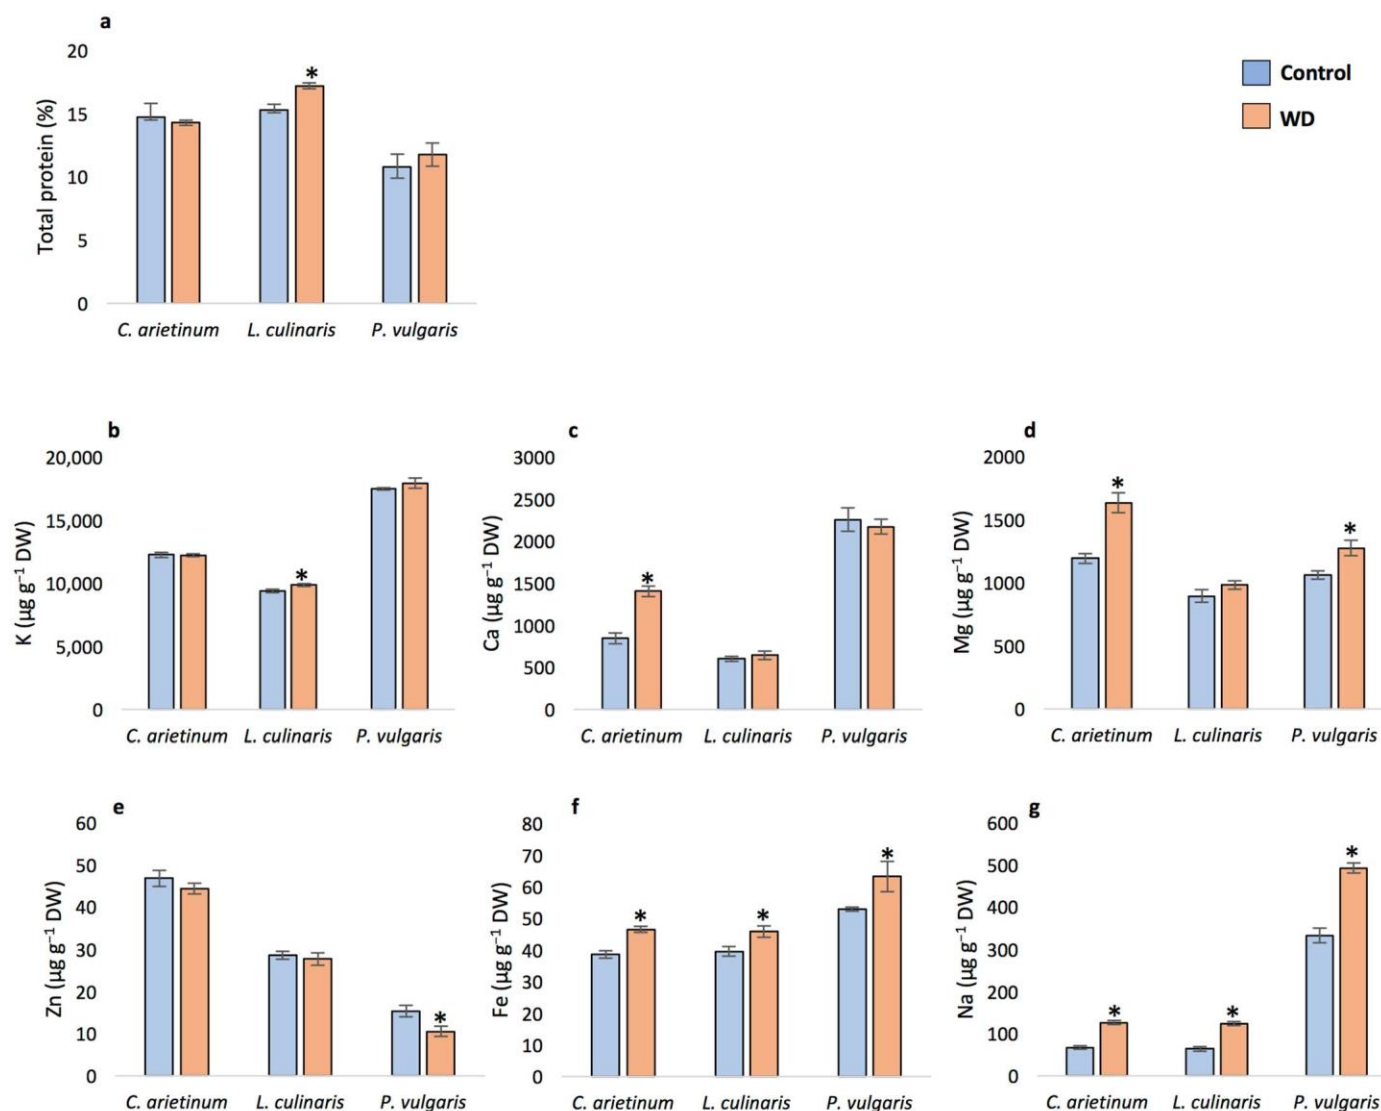 a
Total protein (%)
20
15
10
5
0
C. arietinum L. culinaris P. vulgaris
*
Control
WD
b
K (µg g⁻¹ DW)
20,000
15,000
10,000
5,000
0
C. arietinum L. culinaris P. vulgaris
*
c
Ca (µg g⁻¹ DW)
3000
2500
2000
1500
1000
500
0
C. arietinum L. culinaris P. vulgaris
*
d
Mg (µg g⁻¹ DW)
2000
1500
1000
500
0
C. arietinum L. culinaris P. vulgaris
* *
e
Zn (µg g⁻¹ DW)
60
50
40
30
20
10
0
C. arietinum L. culinaris P. vulgaris
*
f
Fe (µg g⁻¹ DW)
80
70
60
50
40
30
20
10
0
C. arietinum L. culinaris P. vulgaris
* * *
g
Na (µg g⁻¹ DW)
600
500
400
300
200
100
0
C. arietinum L. culinaris P. vulgaris
* * *